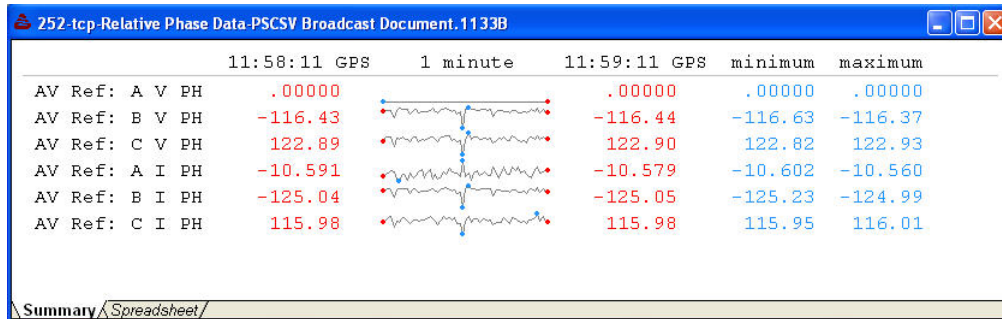 252-tcp-Relative Phase Data-PSCSV Broadcast Document.1133B
11:58:11 GPS 1 minute 11:59:11 GPS minimum maximum
AV Ref: A V PH .00000 .00000 .00000 .00000
AV Ref: B V PH -116.43 -116.44 -116.63 -116.37
AV Ref: C V PH 122.89 122.90 122.82 122.93
AV Ref: A I PH -10.591 -10.579 -10.602 -10.560
AV Ref: B I PH -125.04 -125.05 -125.23 -124.99
AV Ref: C I PH 115.98 115.98 115.95 116.01
Summary Spreadsheet